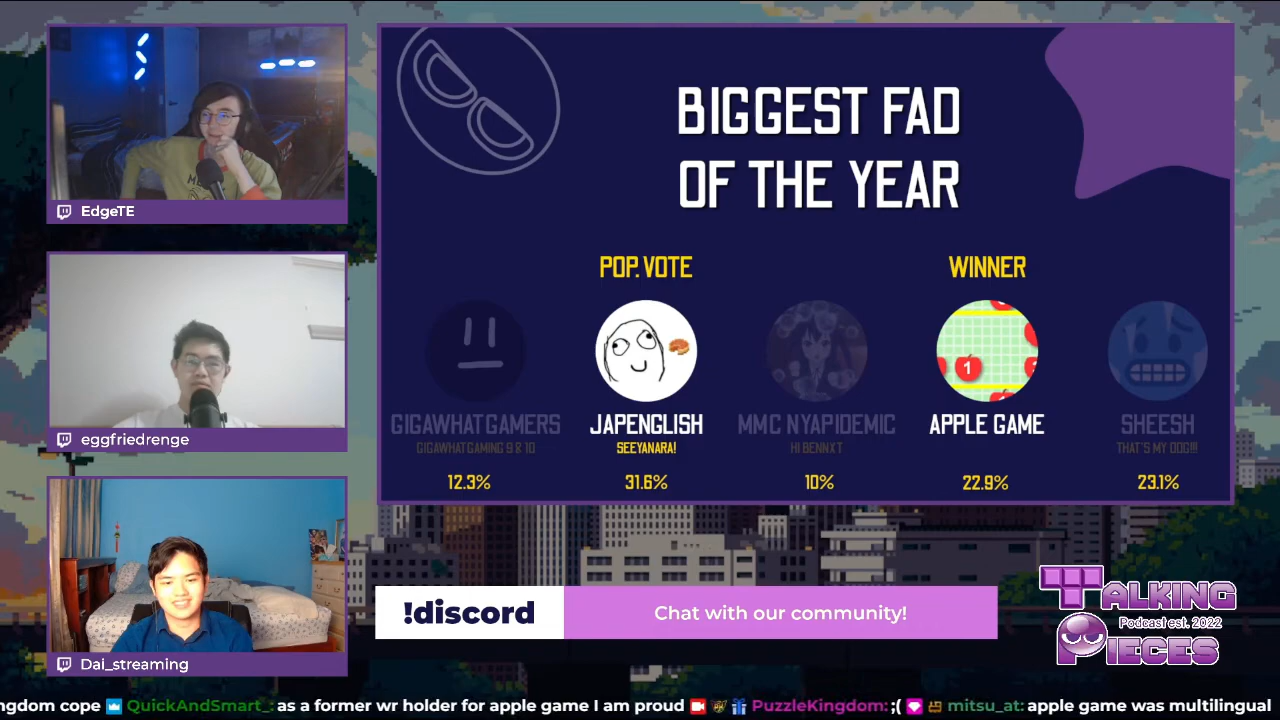 BIGGEST FAD
OF THE YEAR
EdgeTE
POP. VOTE
WINNER
1
GIGAWHATGAMERS
JAPENGLISH
MMC NYAPIDEMIC
APPLE GAME
SHEESH
GIGAWHATGAMING 9 & 10
SEEYANARA!
HI BENNXT
THAT'S MY DOG!!!
eggfriedrenge
12.3%
31.6%
10%
22.9%
23.1%
!discord
Chat with our community!
TALKING
Podcast est. 2022
PIECES
Dai_streaming
ngdom cope QuickAndSmart_: as a former wr holder for apple game I am proud PuzzleKingdom: ;( mitsu_at: apple game was multilingual